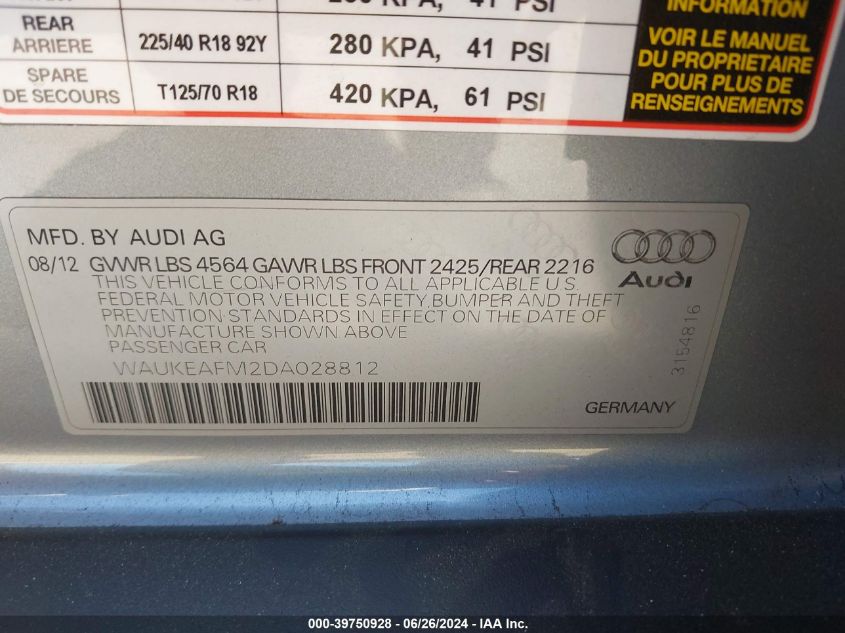 KPA, 41 PSI
INFORMATION
REAR
ARRIERE
225/40 R18 92Y
280 KPA, 41 PSI
VOIR LE MANUEL
DU PROPRIETAIRE
POUR PLUS DE
RENSEIGNEMENTS
SPARE
DE SECOURS
T125/70 R18
420 KPA, 61 PSI
MFD. BY AUDI AG
08/12 GVWR LBS 4564 GAWR LBS FRONT 2425/REAR 2216
THIS VEHICLE CONFORMS TO ALL APPLICABLE U.S.
FEDERAL MOTOR VEHICLE SAFETY, BUMPER AND THEFT
PREVENTION STANDARDS IN EFFECT ON THE DATE OF
MANUFACTURE SHOWN ABOVE
PASSENGER CAR
WAUKEAFM2DA028812
Audi
3154816
GERMANY
000-39750928 - 06/26/2024 - IAA Inc.